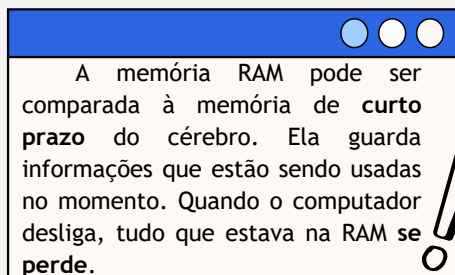 A memória RAM pode ser
comparada à memória de curto
prazo do cérebro. Ela guarda
informações que estão sendo usadas
no momento. Quando o computador
desliga, tudo que estava na RAM se
perde.